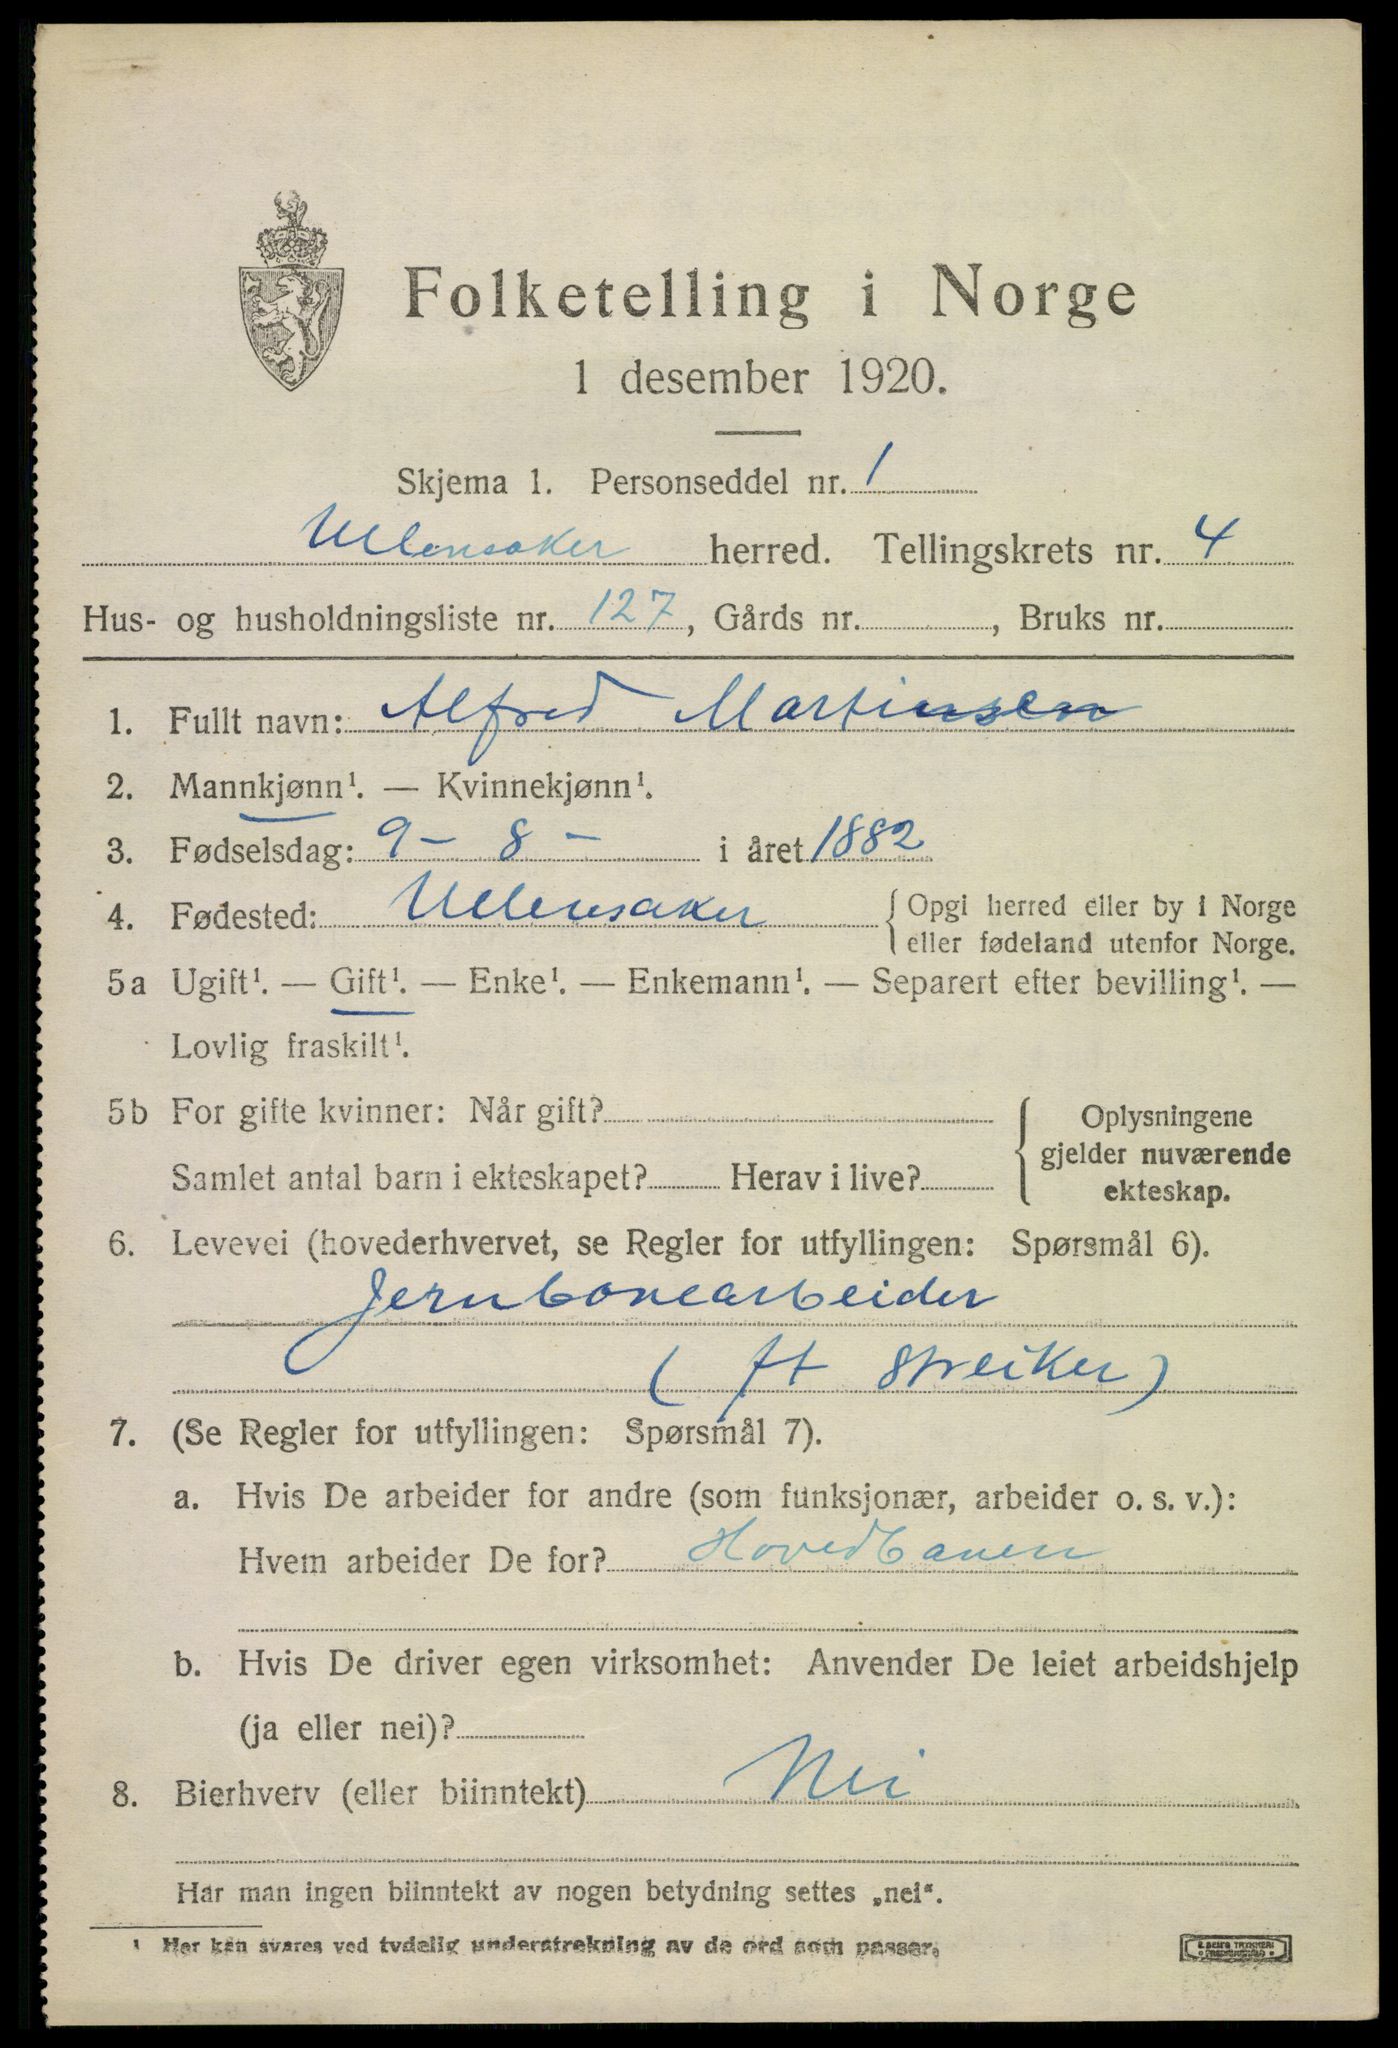 Folketelling i Norge
1 desember 1920.
Skjema 1. Personseddel nr. 1
Ullensaker herred. Tellingskrets nr. 4
Hus- og husholdningsliste nr. 127, Gårds nr. , Bruks nr.
1. Fullt navn: Alfred Martinsen
2. Mannkjønn¹. — Kvinnekjønn¹.
3. Fødselsdag: 9 - 8 - i året 1882
4. Fødested: Ullensaker { Opgi herred eller by i Norge
eller fødeland utenfor Norge.
5a Ugift¹. — Gift¹. — Enke¹. — Enkemann¹. — Separert efter bevilling¹. —
Lovlig fraskilt¹.
5b For gifte kvinner: Når gift? { Oplysningene
gjelder nuværende
Samlet antal barn i ekteskapet? Herav i live? ekteskap.
6. Levevei (hovederhvervet, se Regler for utfyllingen: Spørsmål 6).
Jernbanearbeider
(ft streiker)
7. (Se Regler for utfyllingen: Spørsmål 7).
a. Hvis De arbeider for andre (som funksjonær, arbeider o. s. v.):
Hvem arbeider De for? Hovedbanen
b. Hvis De driver egen virksomhet: Anvender De leiet arbeidshjelp
(ja eller nei)?
8. Bierhverv (eller biinntekt) Nei
Har man ingen biinntekt av nogen betydning settes „nei“.
¹ Her kan svares ved tydelig understrekning av de ord som passer.